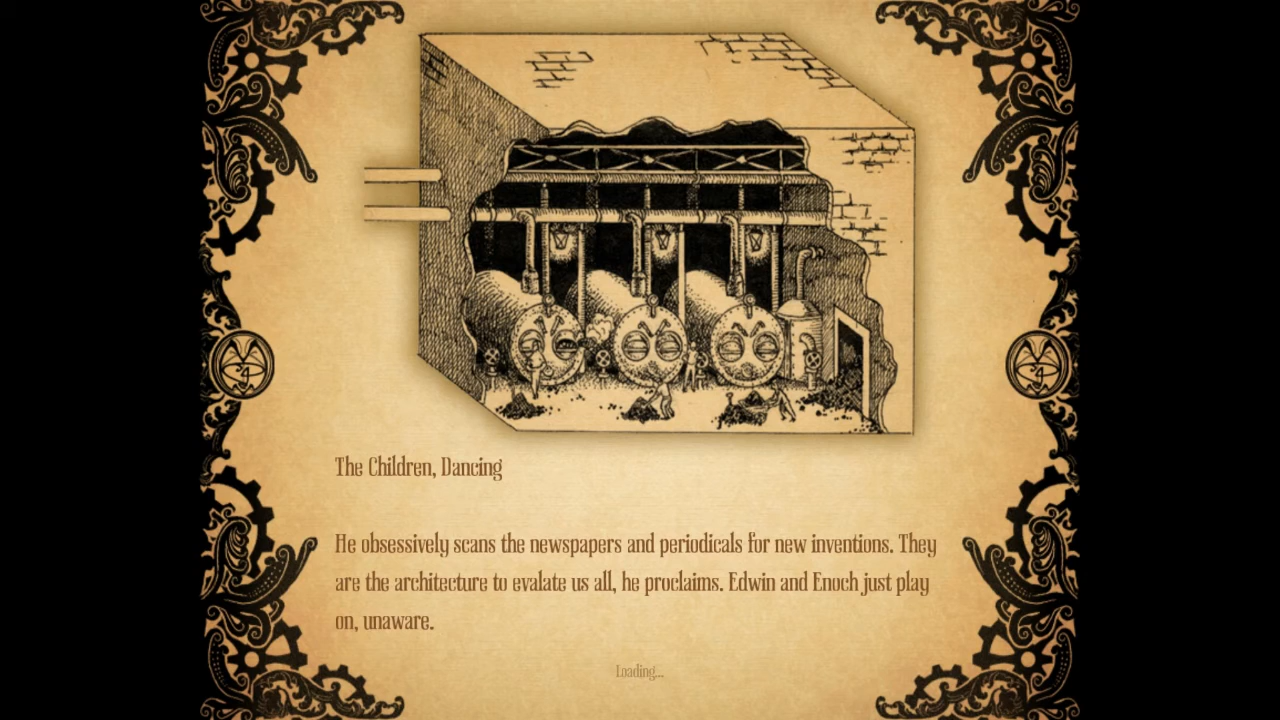 The Children, Dancing
He obsessively scans the newspapers and periodicals for new inventions. They
are the architecture to evalate us all, he proclaims. Edwin and Enoch just play
on, unaware.
Loading...